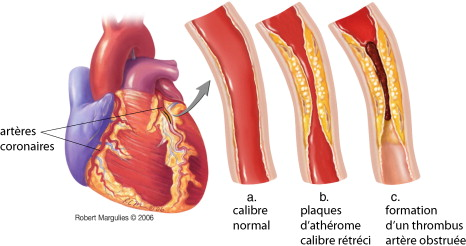 artères
coronaires
Robert Margulies © 2006
a.
calibre
normal
b.
plaques
d'athérome
calibre rétréci
c.
formation
d'un thrombus
artère obstruée